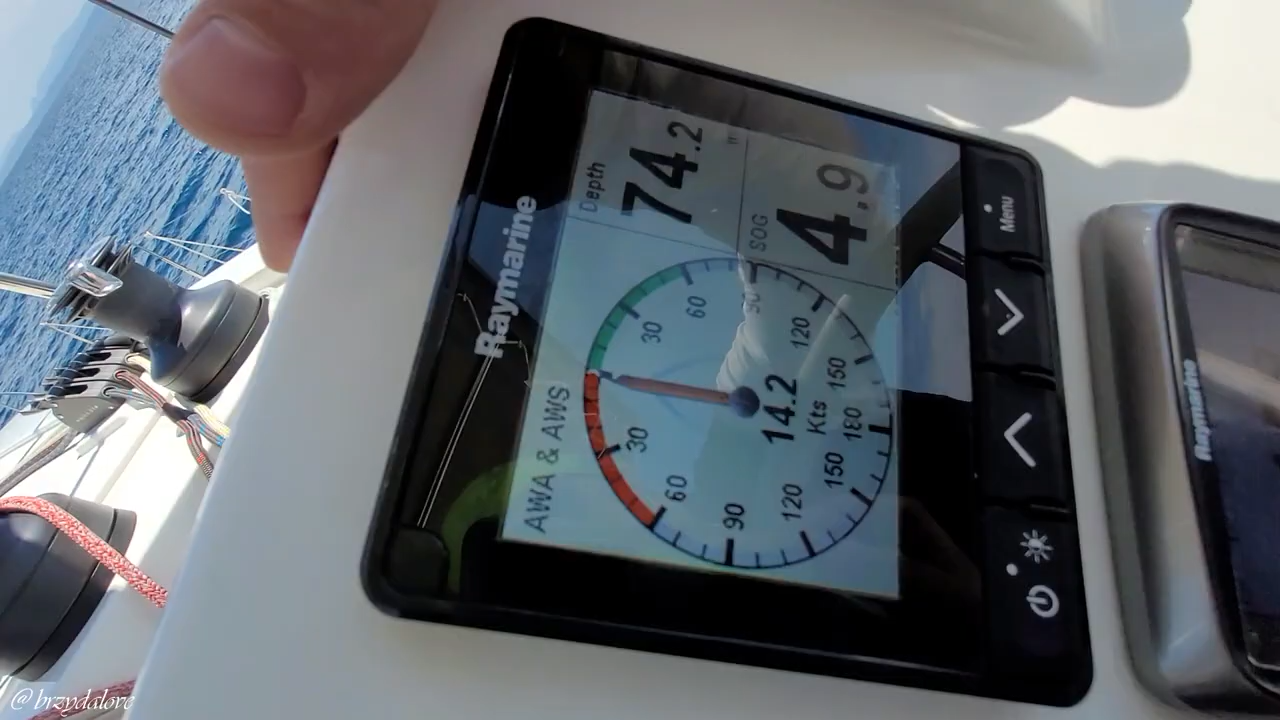 Raymarine
AWA & AWS
Depth
74.2
SOG
4.9
30
60
90
120
150
180
150
120
90
60
30
14.2
Kts
Menu
Raymarine
@brzydalove